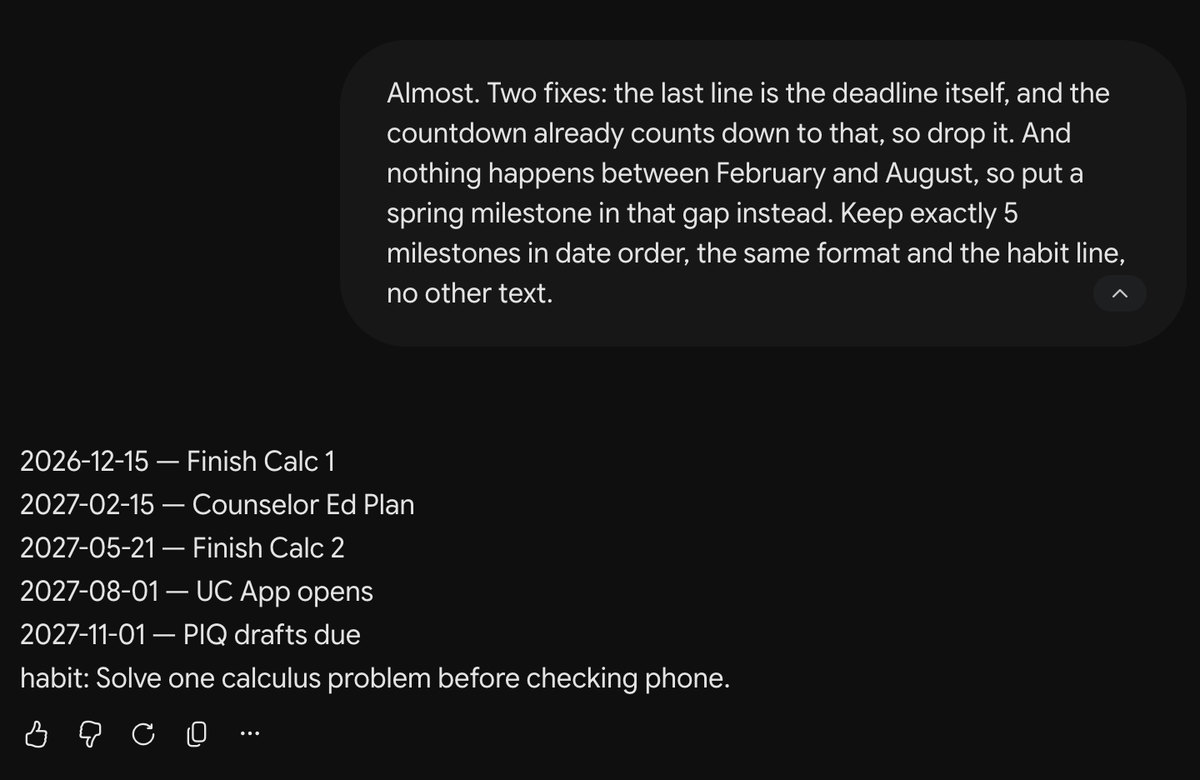 Almost. Two fixes: the last line is the deadline itself, and the
countdown already counts down to that, so drop it. And
nothing happens between February and August, so put a
spring milestone in that gap instead. Keep exactly 5
milestones in date order, the same format and the habit line,
no other text.
2026-12-15 — Finish Calc 1
2027-02-15 — Counselor Ed Plan
2027-05-21 — Finish Calc 2
2027-08-01 — UC App opens
2027-11-01 — PIQ drafts due
habit: Solve one calculus problem before checking phone.